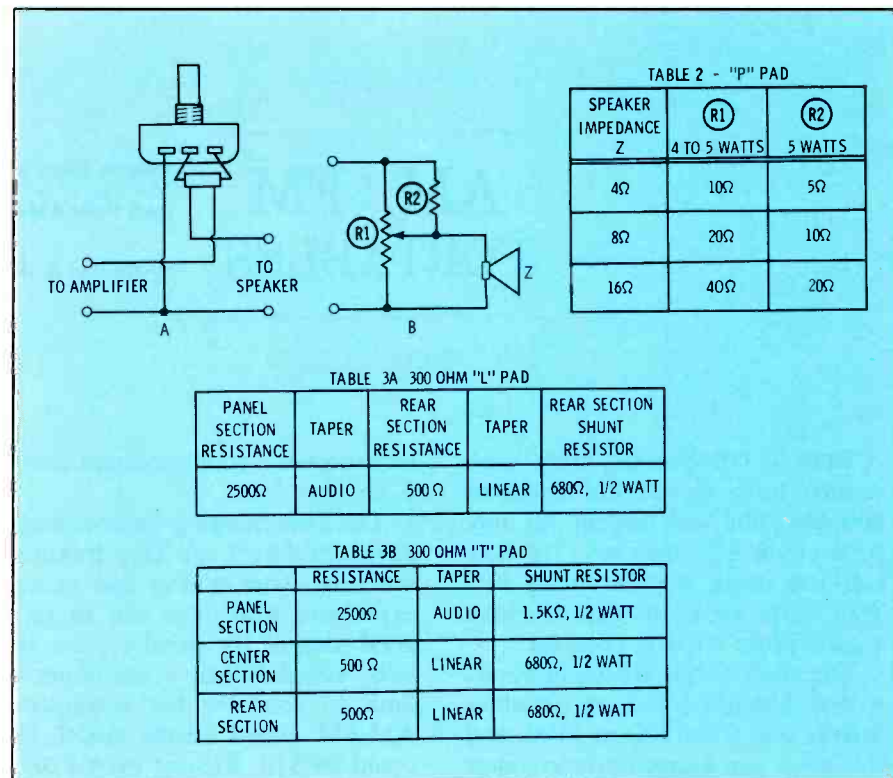 TO AMPLIFIER
TO
SPEAKER
A
R1
R2
Z
B
TABLE 2 - "P" PAD
SPEAKER
IMPEDANCE
Z
R1
4 TO 5 WATTS
R2
5 WATTS
4Ω 10Ω 5Ω
8Ω 20Ω 10Ω
16Ω 40Ω 20Ω
TABLE 3A 300 OHM "L" PAD
PANEL
SECTION
RESISTANCE
TAPER
REAR
SECTION
RESISTANCE
TAPER
REAR SECTION
SHUNT
RESISTOR
2500Ω AUDIO 500 Ω LINEAR 680Ω, 1/2 WATT
TABLE 3B 300 OHM "T" PAD
RESISTANCE TAPER SHUNT RESISTOR
PANEL
SECTION
2500Ω AUDIO 1.5KΩ, 1/2 WATT
CENTER
SECTION
500 Ω LINEAR 680Ω, 1/2 WATT
REAR
SECTION
500Ω LINEAR 680Ω, 1/2 WATT